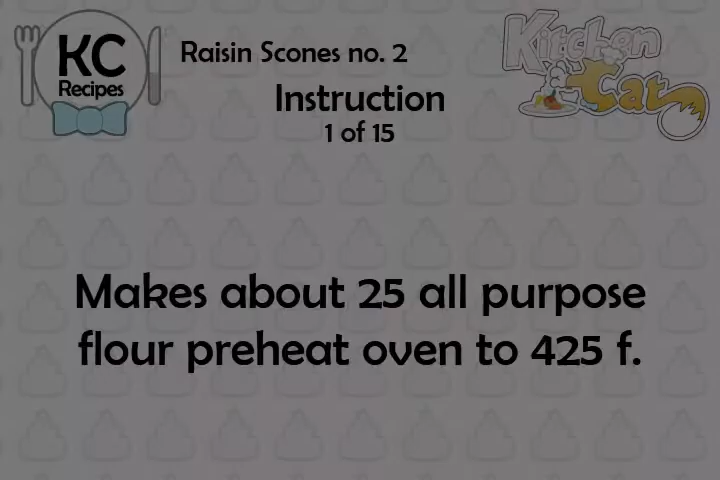 KC
Recipes
Raisin Scones no. 2
Instruction
1 of 15
Kitchen
Cat
Makes about 25 all purpose
flour preheat oven to 425 f.